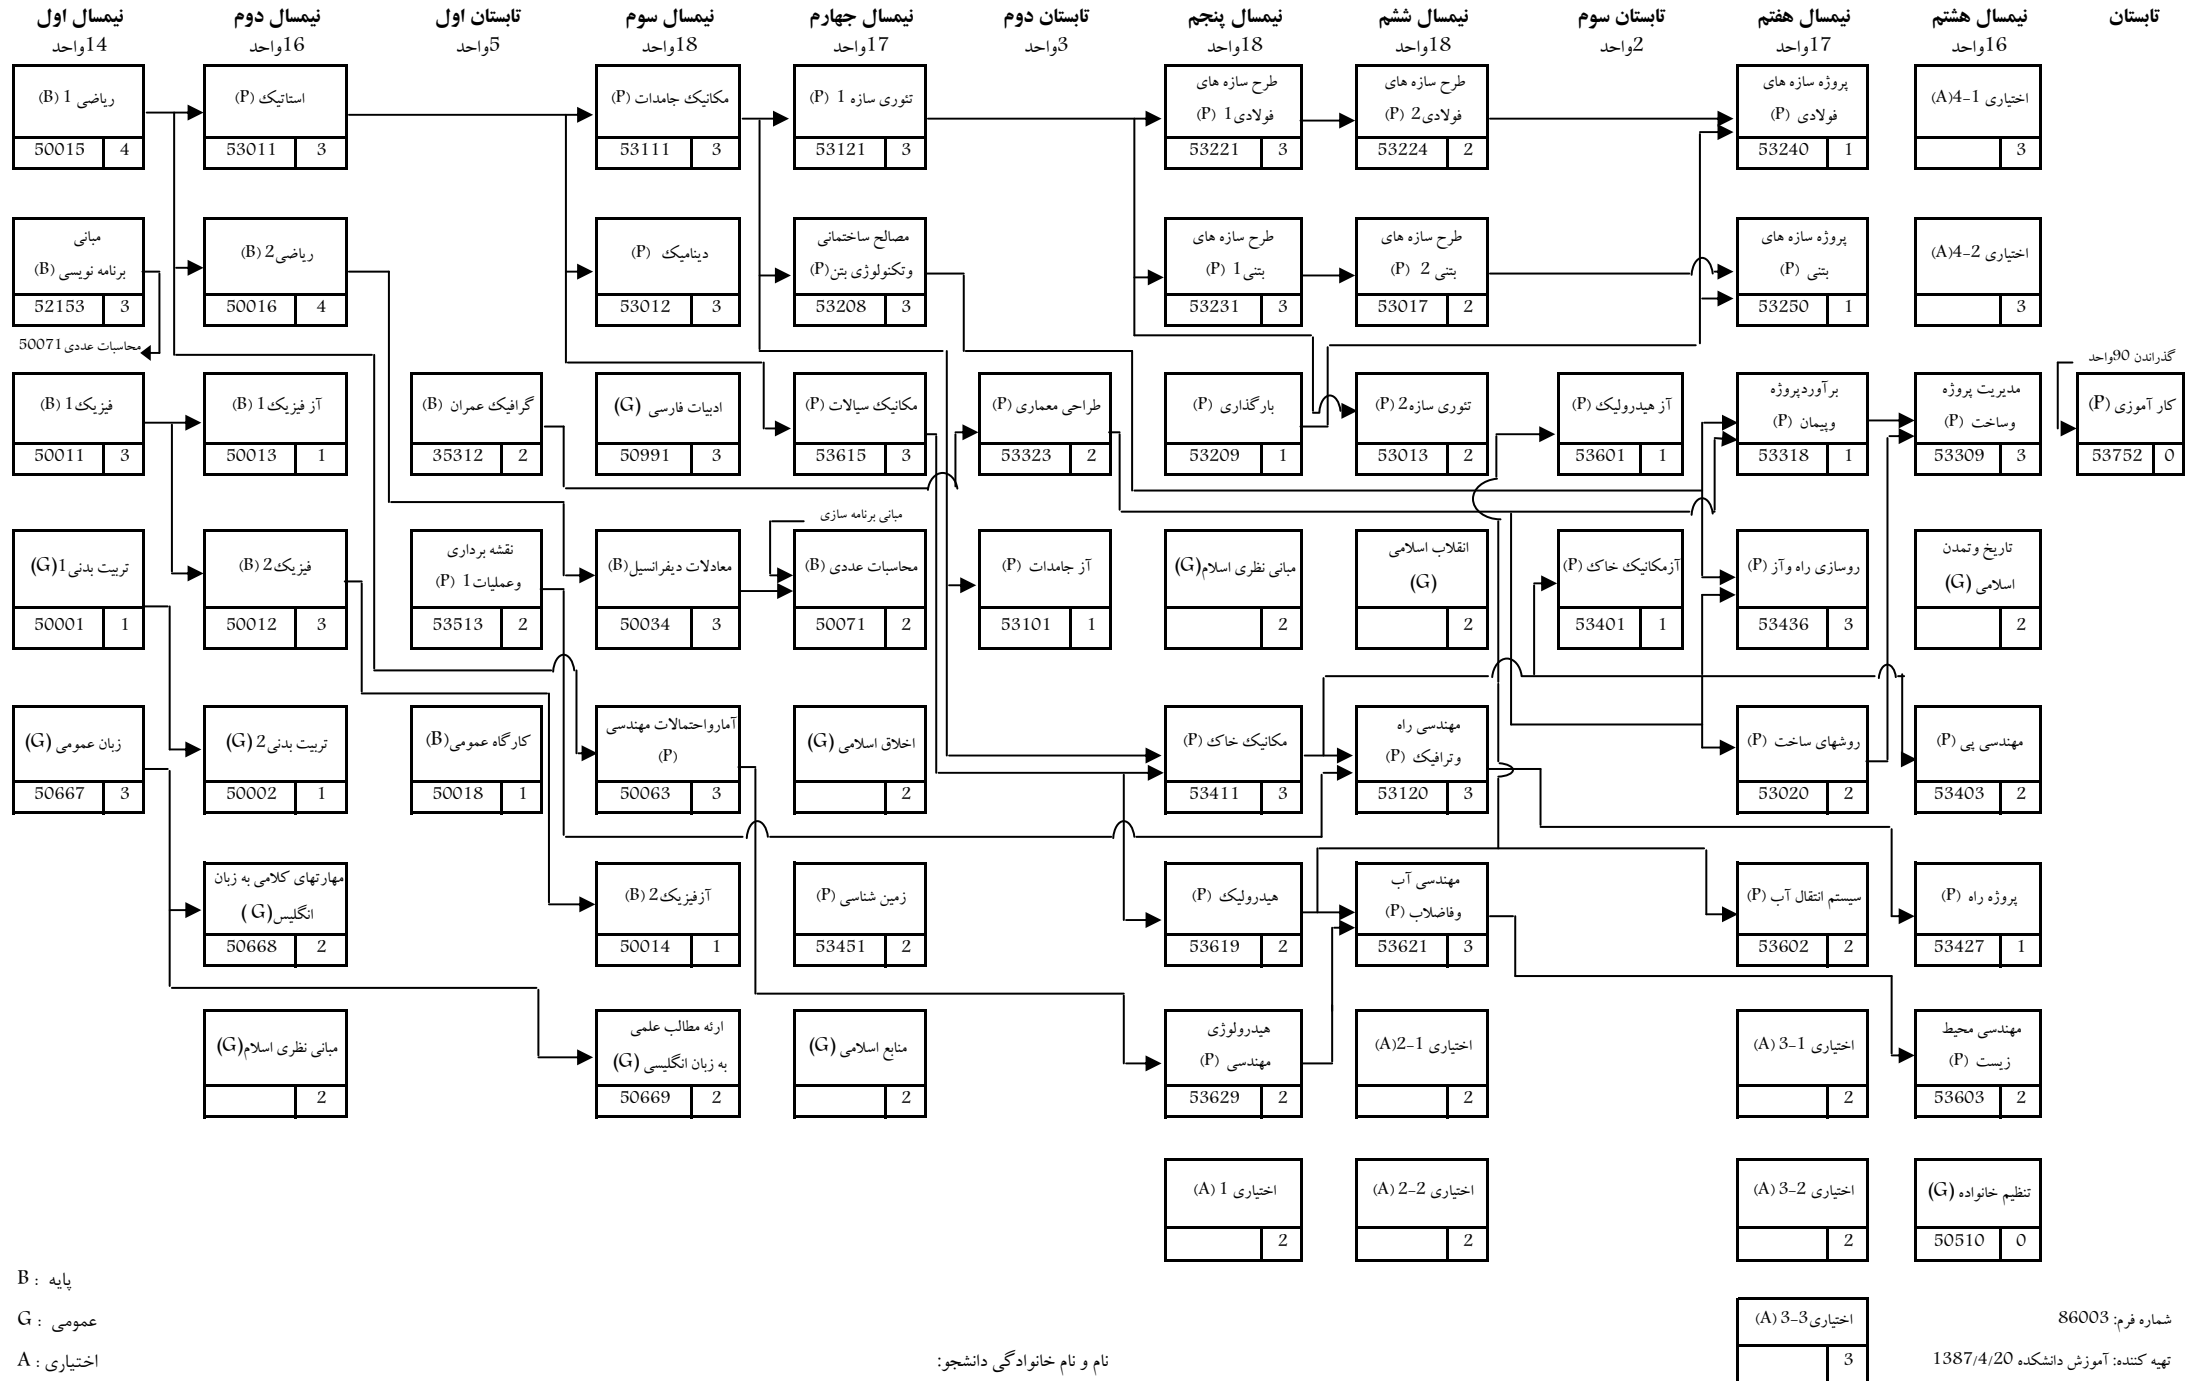 نیمسال اول
14واحد
ریاضی 1 (B)
50015 4
مبانی
برنامه نویسی (B)
52153 3
محاسبات عددی50071
فیزیک1 (B)
50011 3
تربیت بدنی1(G)
50001 1
زبان عمومی (G)
50667 3
نیمسال دوم
16واحد
استاتیک (P)
53011 3
ریاضی2 (B)
50016 4
آز فیزیک1 (B)
50013 1
فیزیک2 (B)
50012 3
تربیت بدنی2 (G)
50002 1
مهارتهای کلامی به زبان
انگلیس(G )
50668 2
مبانی نظری اسلام(G)
2
تابستان اول
5واحد
گرافیک عمران (B)
35312 2
نقشه برداری
وعملیات1 (P)
53513 2
کارگاه عمومی(B)
50018 1
نیمسال سوم
18واحد
مکانیک جامدات (P)
53111 3
دینامیک (P)
53012 3
ادبیات فارسی (G)
50991 3
معادلات دیفرانسیل(B)
50034 3
آمارواحتمالات مهندسی
(P)
50063 3
آزفیزیک2 (B)
50014 1
ارئه مطالب علمی
به زبان انگلیسی (G)
50669 2
نیمسال جهارم
17واحد
تئوری سازه 1 (P)
53121 3
مصالح ساختمانی
وتکنولوژی بتن(P)
53208 3
مکانیک سیالات (P)
53615 3
مبانی برنامه سازی
محاسبات عددی (B)
50071 2
اخلاق اسلامی (G)
2
زمین شناسی (P)
53451 2
منابع اسلامی (G)
2
تابستان دوم
3واحد
طراحی معماری (P)
53323 2
آز جامدات (P)
53101 1
نیمسال پنجم
18واحد
طرح سازه های
فولادی1 (P)
53221 3
طرح سازه های
بتنی1 (P)
53231 3
بارگذاری (P)
53209 1
مبانی نظری اسلام(G)
2
مکانیک خاک (P)
53411 3
هیدرولیک (P)
53619 2
هیدرولوژی
مهندسی (P)
53629 2
اختیاری 1 (A)
2
نیمسال ششم
18واحد
طرح سازه های
فولادی2 (P)
53224 2
طرح سازه های
بتنی 2 (P)
53017 2
تئوری سازه2 (P)
53013 2
انقلاب اسلامی
(G)
2
مهندسی راه
وترافیک (P)
53120 3
مهندسی آب
وفاضلاب (P)
53621 3
اختیاری 1-2(A)
2
اختیاری 2-2 (A)
2
تابستان سوم
2واحد
آز هیدرولیک (P)
53601 1
آزمکانیک خاک (P)
53401 1
نیمسال هفتم
17واحد
پروژه سازه های
فولادی (P)
53240 1
پروژه سازه های
بتنی (P)
53250 1
برآوردپروژه
وپیمان (P)
53318 1
روسازی راه وآز (P)
53436 3
روشهای ساخت (P)
53020 2
سیستم انتقال آب (P)
53602 2
اختیاری 1-3 (A)
2
اختیاری 2-3 (A)
2
اختیاری3-3 (A)
3
نیمسال هشتم
16واحد
اختیاری 1-4(A)
3
اختیاری 2-4(A)
3
مدیریت پروژه
وساخت (P)
53309 3
تاریخ وتمدن
اسلامی (G)
2
مهندسی پی (P)
53403 2
پروژه راه (P)
53427 1
مهندسی محیط
زیست (P)
53603 2
تنظیم خانواده (G)
50510 0
تابستان
گذراندن 90واحد
کار آموزی (P)
53752 0
پایه : B
عمومی : G
اختیاری : A
نام و نام خانوادگی دانشجو:
شماره فرم: 86003
تهیه کننده: آموزش دانشکده 1387/4/20